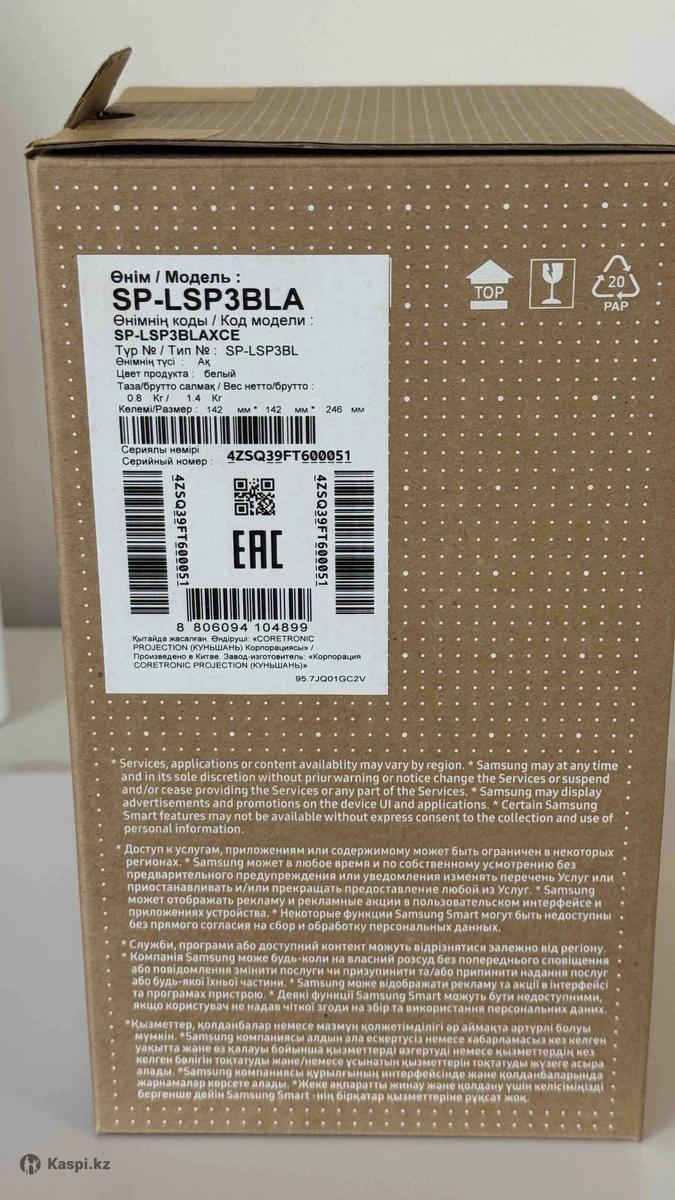 Өнім / Модель :
SP-LSP3BLA
Өнімнің коды / Код модели :
SP-LSP3BLAXCE
Түр № / Тип № : SP-LSP3BL
Өнімнің түсі : Ақ
Цвет продукта : белый
Таза/брутто салмақ / Вес нетто/брутто :
0.8 Кг / 1.4 Кг
Көлемі/Размер : 142 мм * 142 мм * 246 мм
Сериялы нөмірі
Серийный номер : 4ZSQ39FT600051
4ZSQ39FT600051
4ZSQ39FT600051
EAC
8 806094 104899
Қытайда жасалған. Өндіруші: «CORETRONIC
PROJECTION (КУНЬШАНЬ) Корпорациясы» /
Произведено в Китае. Завод-изготовитель: «Корпорация
CORETRONIC PROJECTION (КУНЬШАНЬ)»
95.7JQ01GC2V
TOP
20
PAP
* Services, applications or content availablity may vary by region. * Samsung may at any time
and in its sole discretion without prior warning or notice change the Services or suspend
and/or cease providing the Services or any part of the Services. * Samsung may display
advertisements and promotions on the device UI and applications. * Certain Samsung
Smart features may not be available without express consent to the collection and use of
personal information.
* Доступ к услугам, приложениям или содержимому может быть ограничен в некоторых
регионах. * Samsung может в любое время и по собственному усмотрению без
предварительного предупреждения или уведомления изменять перечень Услуг или
приостанавливать и/или прекращать предоставление любой из Услуг. * Samsung
может отображать рекламу и рекламные акции в пользовательском интерфейсе и
приложениях устройства. * Некоторые функции Samsung Smart могут быть недоступны
без прямого согласия на сбор и обработку персональных данных.
* Служби, програми або доступний контент можуть відрізнятися залежно від регіону.
* Компанія Samsung може будь-коли на власний розсуд без попереднього сповіщення
або повідомлення змінити послуги чи призупинити та/або припинити надання послуг
або будь-якої їхньої частини. * Samsung може відображати рекламу та акції в інтерфейсі
та програмах пристрою. * Деякі функції Samsung Smart можуть бути недоступними,
якщо користувач не надав чіткої згоди на збір та використання персональних даних.
*Қызметтер, қолданбалар немесе мазмұн қолжетімділігі әр аймақта әртүрлі болуы
мүмкін. *Samsung компаниясы алдын ала ескертусіз немесе хабарламасыз кез келген
уақытта және өз қалауы бойынша қызметтерді өзгертуді немесе қызметтердің кез
келген бөлігін тоқтатуды және/немесе ұсынатын қызметтерін тоқтатуды жүзеге асыра
алады. *Samsung компаниясы құрылғының интерфейсінде және қолданбаларында
жарнамалар көрсете алады. *Жеке ақпаратты жинау және қолдану үшін келісіміңізді
бергенше дейін Samsung Smart -нің бірқатар қызметтеріне рұқсат жоқ.
Kaspi.kz